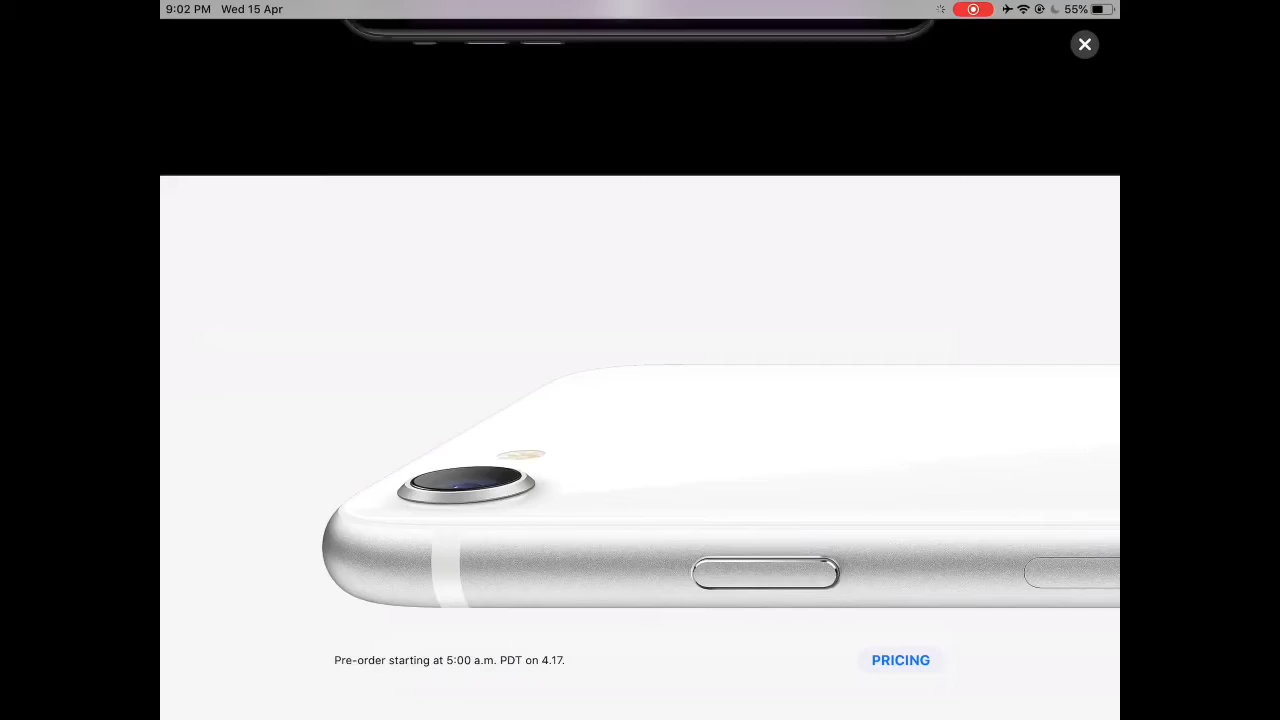 9:02 PM Wed 15 Apr 55%
Pre-order starting at 5:00 a.m. PDT on 4.17.
PRICING